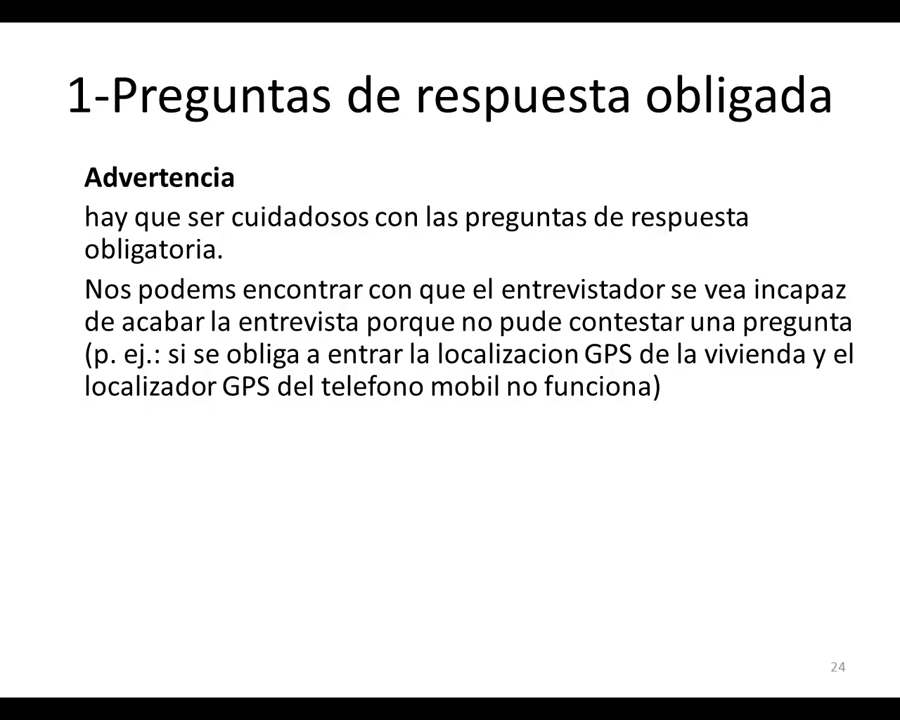 1-Preguntas de respuesta obligada
Advertencia
hay que ser cuidadosos con las preguntas de respuesta
obligatoria.
Nos podems encontrar con que el entrevistador se vea incapaz
de acabar la entrevista porque no pude contestar una pregunta
(p. ej.: si se obliga a entrar la localizacion GPS de la vivienda y el
localizador GPS del telefono mobil no funciona)
24